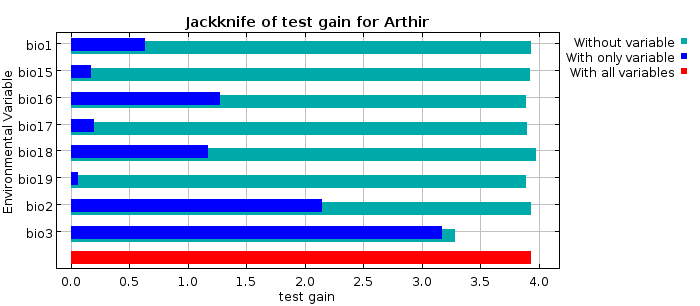 Jackknife of test gain for Arthir
Without variable
With only variable
With all variables
Environmental Variable
bio1
bio15
bio16
bio17
bio18
bio19
bio2
bio3
0.0 0.5 1.0 1.5 2.0 2.5 3.0 3.5 4.0
test gain